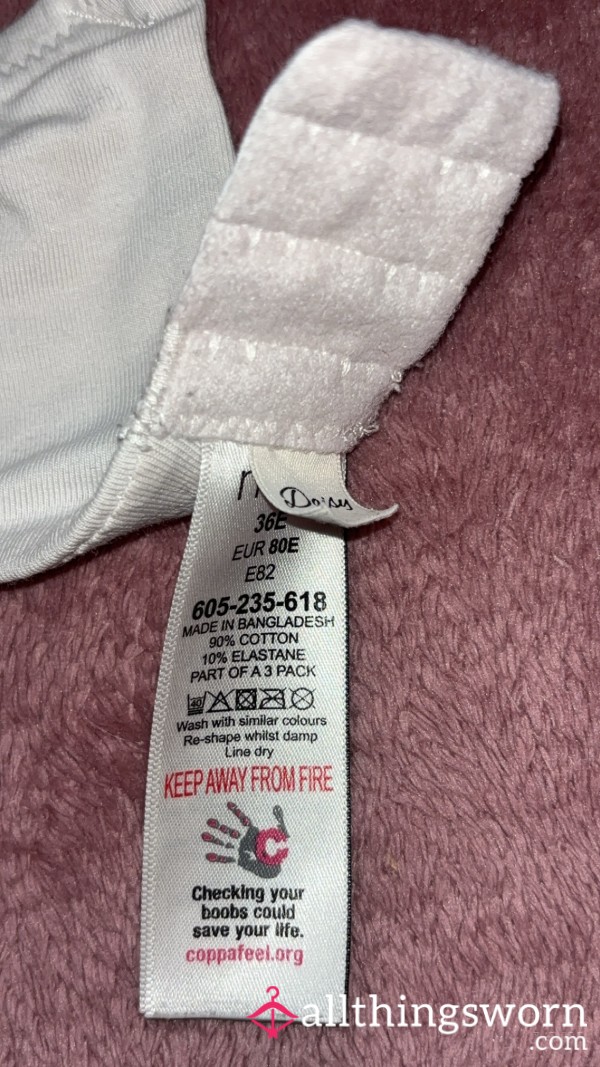 Daisy
36E
EUR 80E
E82
605-235-618
MADE IN BANGLADESH
90% COTTON
10% ELASTANE
PART OF A 3 PACK
40
Wash with similar colours
Re-shape whilst damp
Line dry
KEEP AWAY FROM FIRE
C
Checking your
boobs could
save your life.
coppafeel.org
allthingsworn
.com